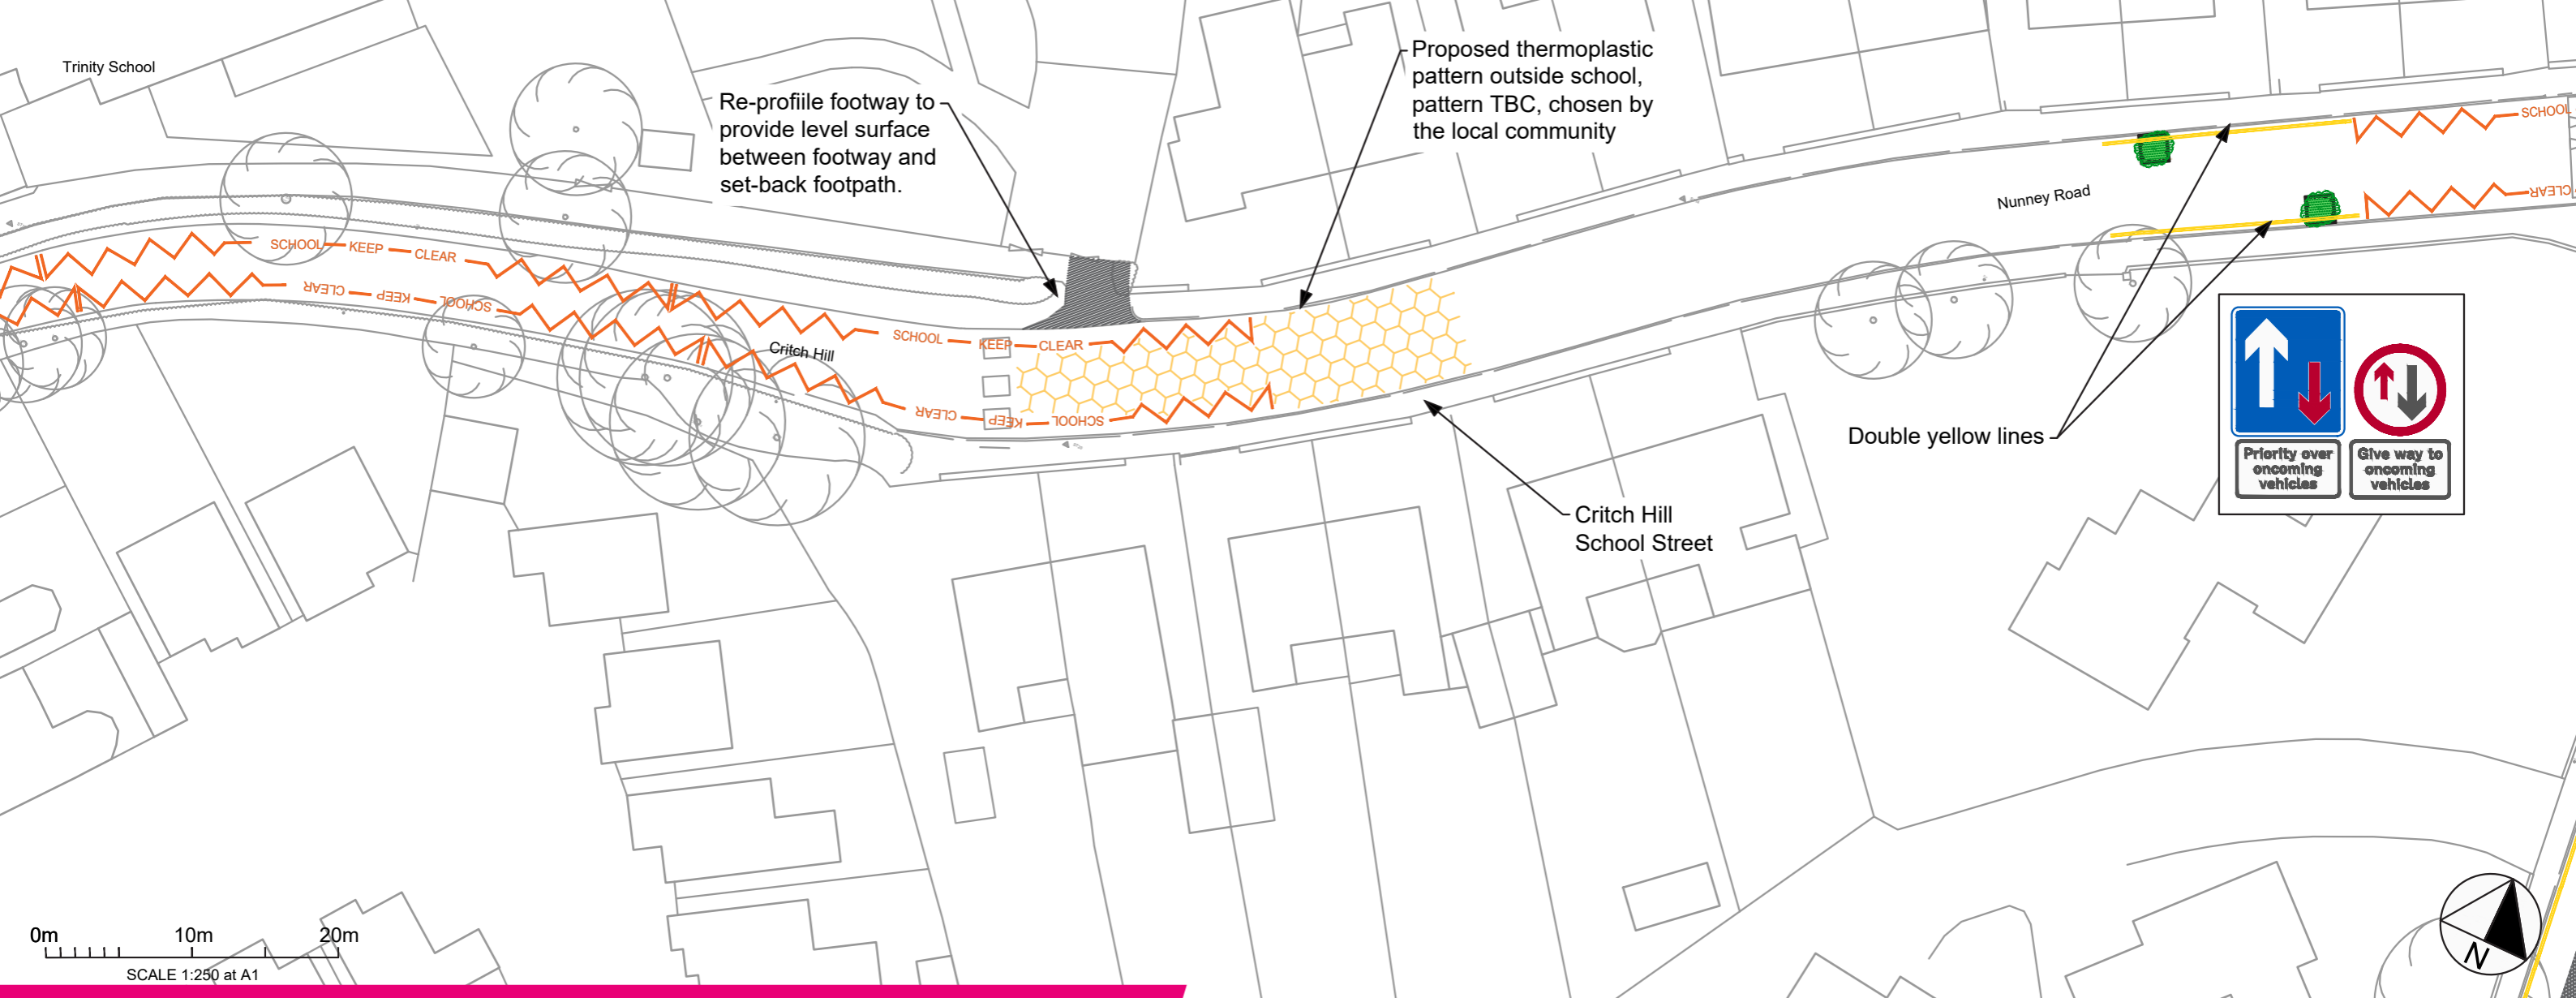 Trinity School
Re-profiile footway to
provide level surface
between footway and
set-back footpath.
Proposed thermoplastic
pattern outside school,
pattern TBC, chosen by
the local community
SCHOOL
CLEAR
Nunney Road
SCHOOL KEEP CLEAR
SCHOOL KEEP CLEAR
Critch Hill
SCHOOL KEEP CLEAR
SCHOOL KEEP CLEAR
Double yellow lines
Priority over
oncoming
vehicles
Give way to
oncoming
vehicles
Critch Hill
School Street
0m 10m 20m
SCALE 1:250 at A1
N